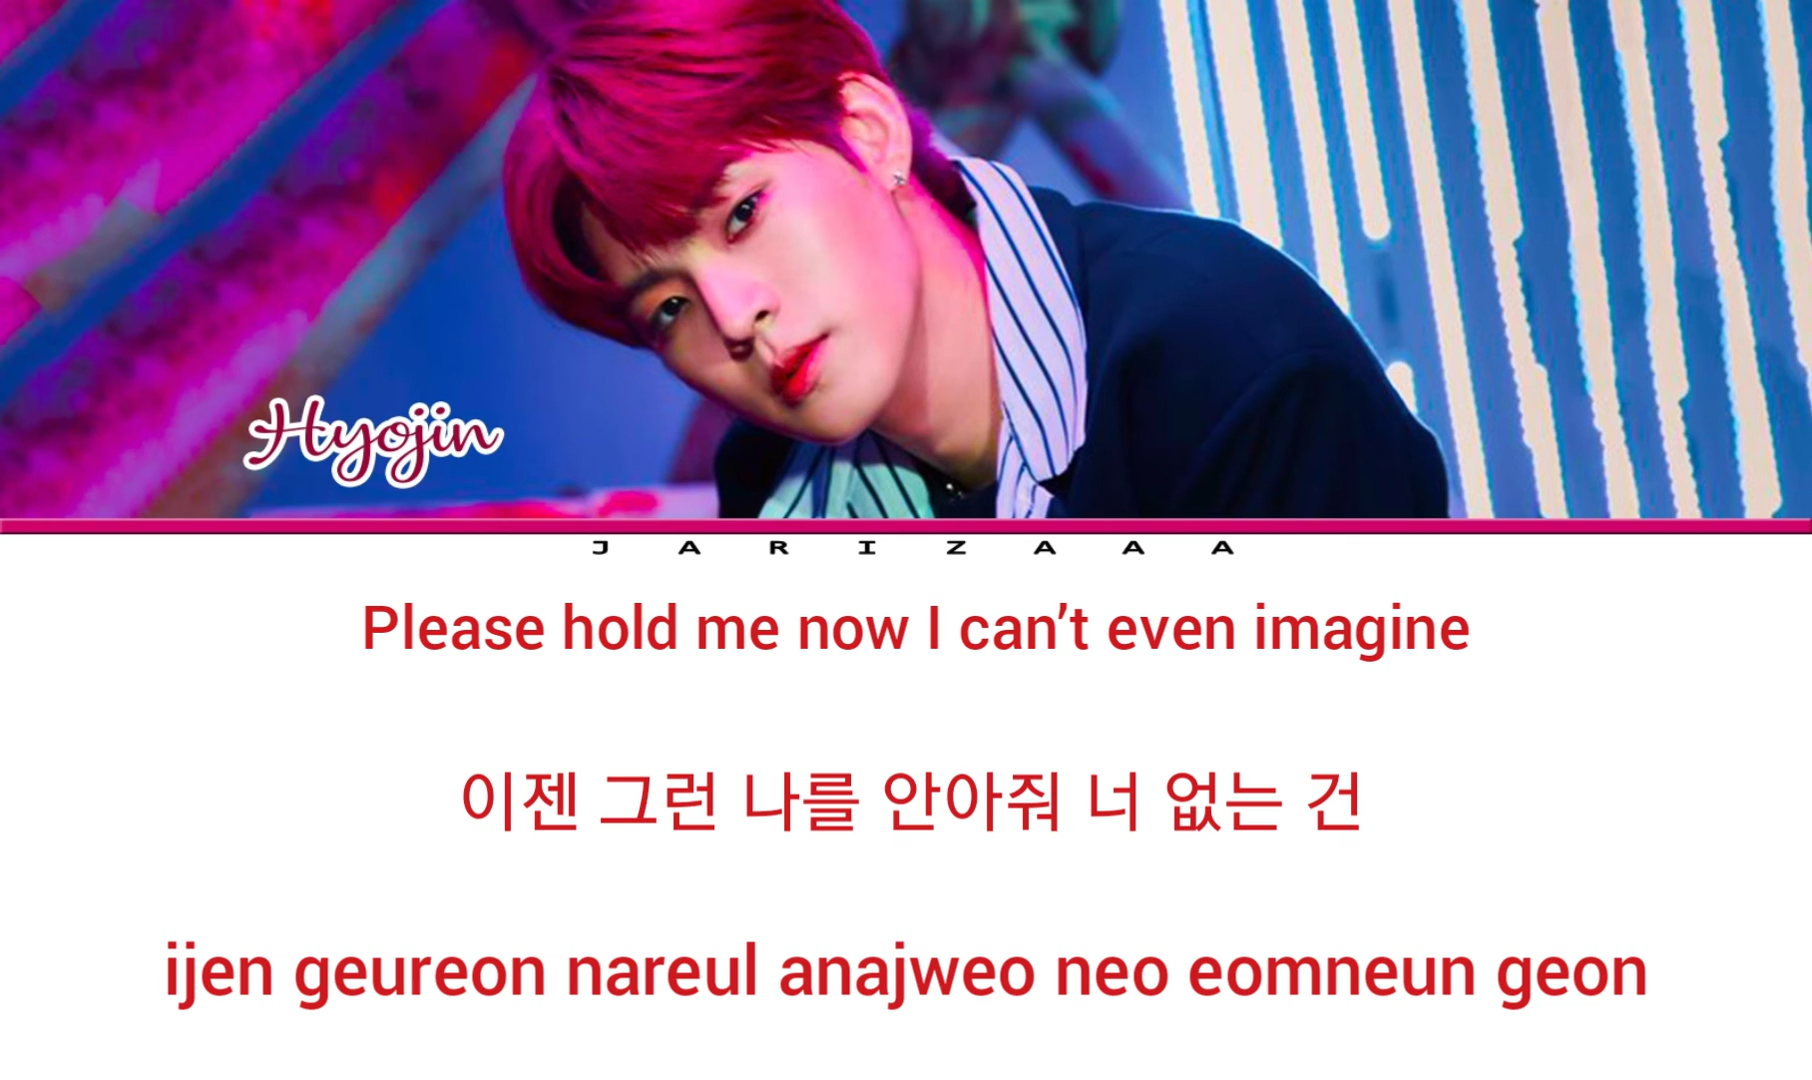 Hyojin
JARIZAAA
Please hold me now I can't even imagine
이젠 그런 나를 안아줘 너 없는 건
ijen geureon nareul anajweo neo eomneun geon